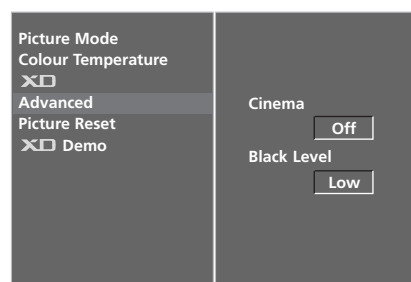 Picture Mode
Colour Temperature
XD
Advanced
Picture Reset
XD Demo
Cinema
Off
Black Level
Low